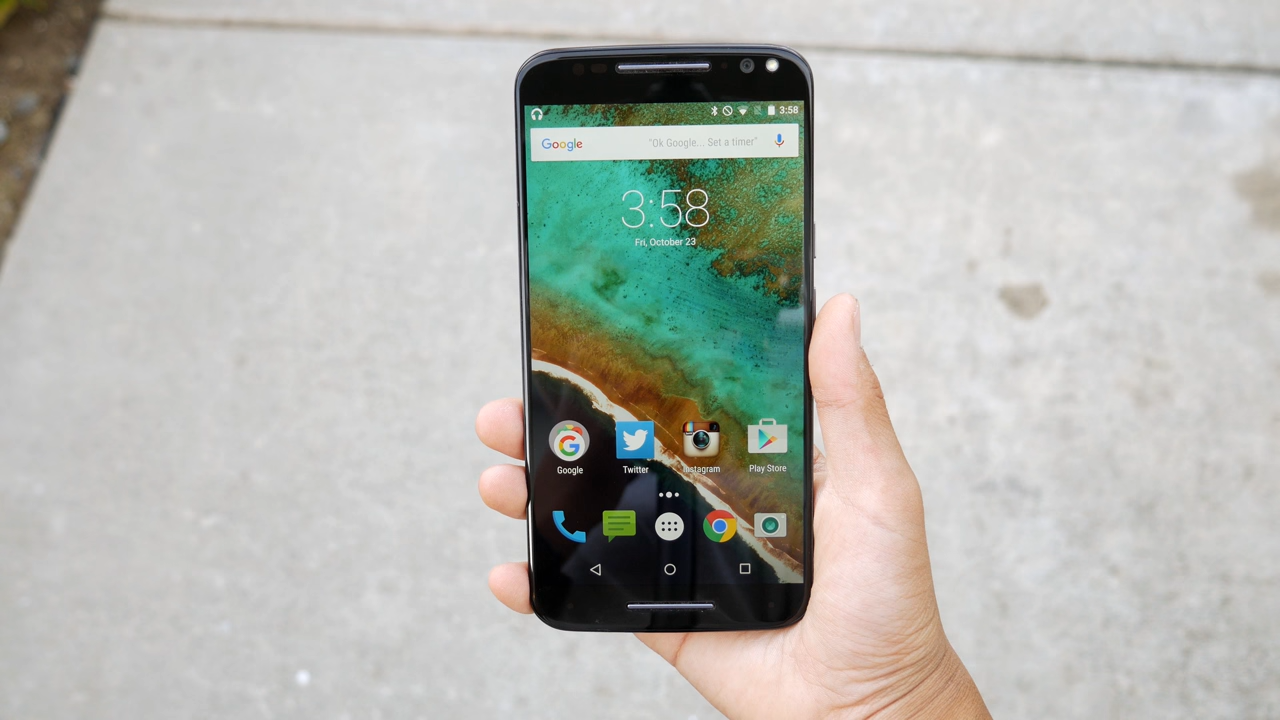 3:58
Google "Ok Google... Set a timer"
3:58
Fri, October 23
Google Twitter Instagram Play Store